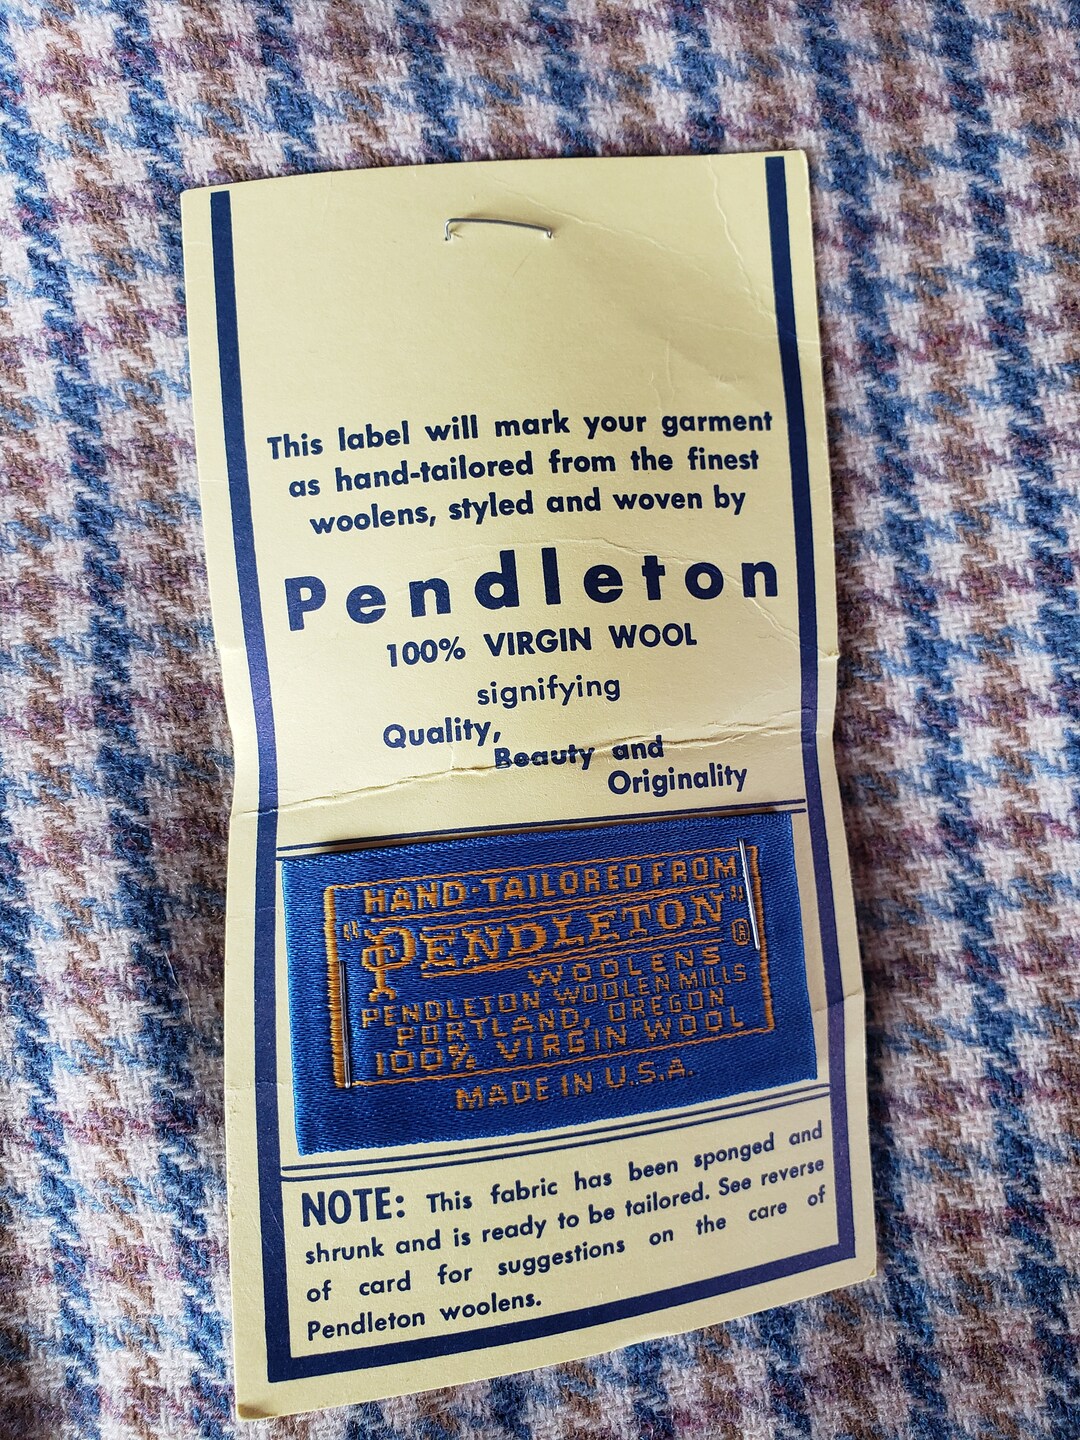 This label will mark your garment
as hand-tailored from the finest
woolens, styled and woven by
Pendleton
100% VIRGIN WOOL
signifying
Quality,
Beauty and
Originality
HAND-TAILORED FROM
"PENDLETON"
®
WOOLENS
PENDLETON WOOLEN MILLS
PORTLAND, OREGON
100% VIRGIN WOOL
MADE IN U.S.A.
NOTE: This fabric has been sponged and
shrunk and is ready to be tailored. See reverse
of card for suggestions on the care of
Pendleton woolens.